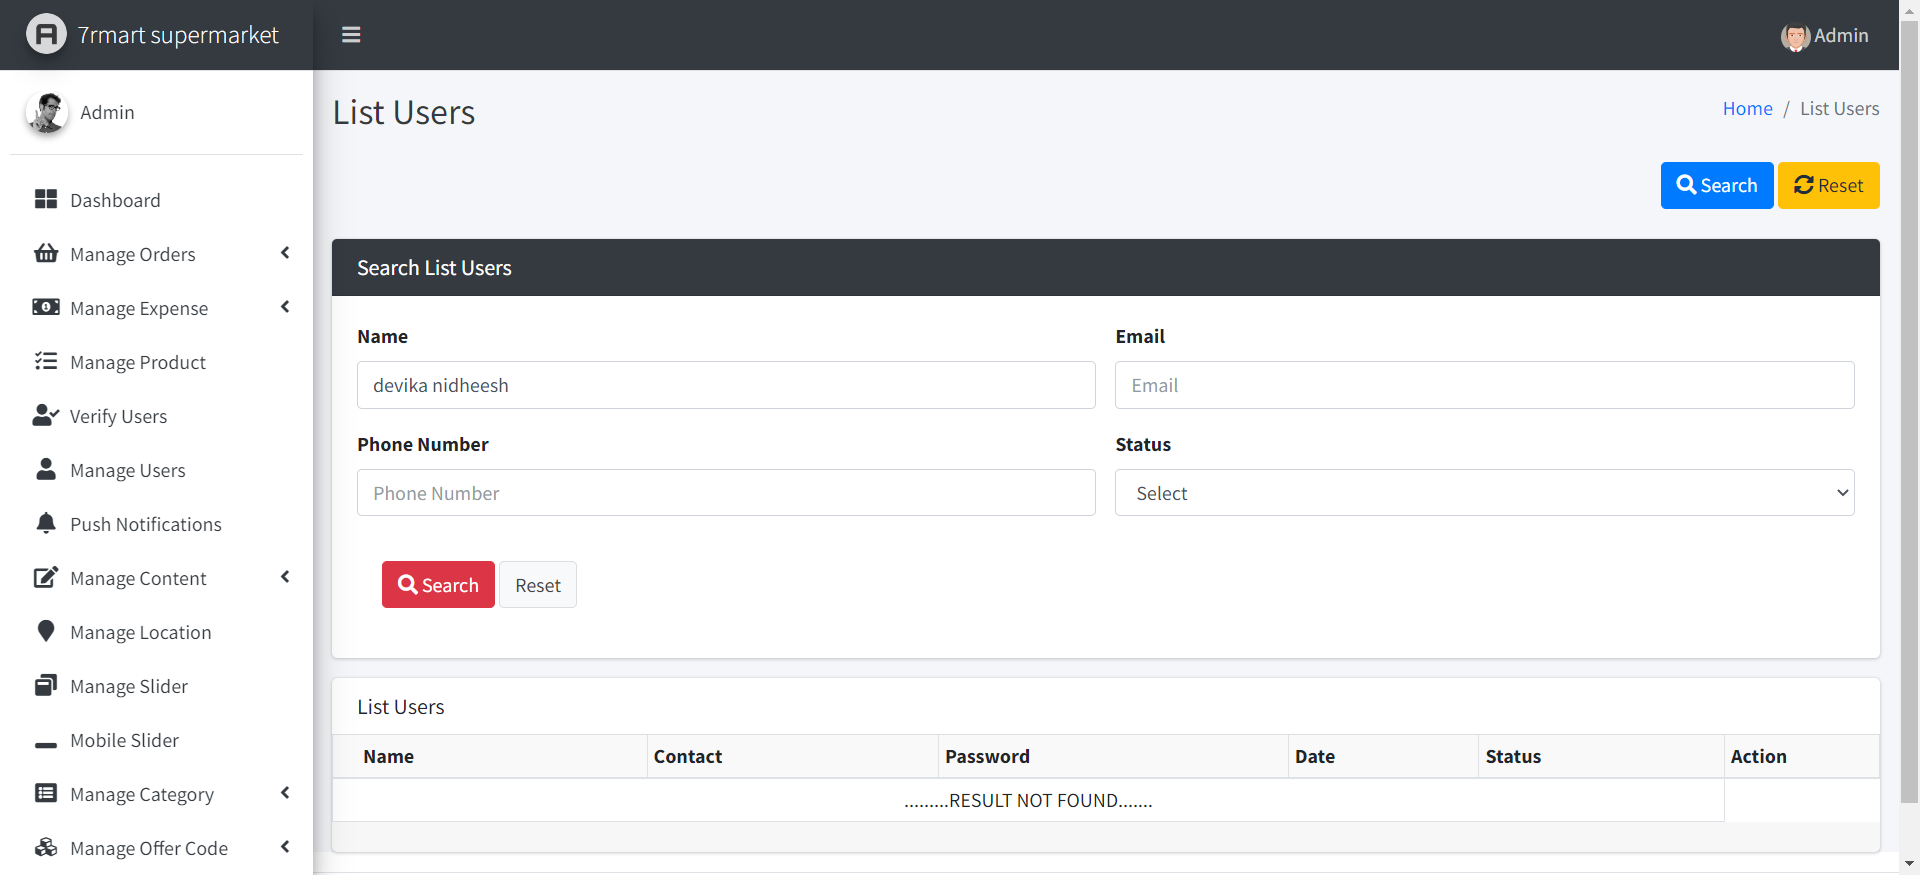 7rmart supermarket
Admin
Admin
Dashboard
Manage Orders
Manage Expense
Manage Product
Verify Users
Manage Users
Push Notifications
Manage Content
Manage Location
Manage Slider
Mobile Slider
Manage Category
Manage Offer Code
List Users
Home / List Users
Search Reset
Search List Users
Name Email
devika nidheesh Email
Phone Number Status
Phone Number Select
Search Reset
List Users
Name Contact Password Date Status Action
.........RESULT NOT FOUND.......